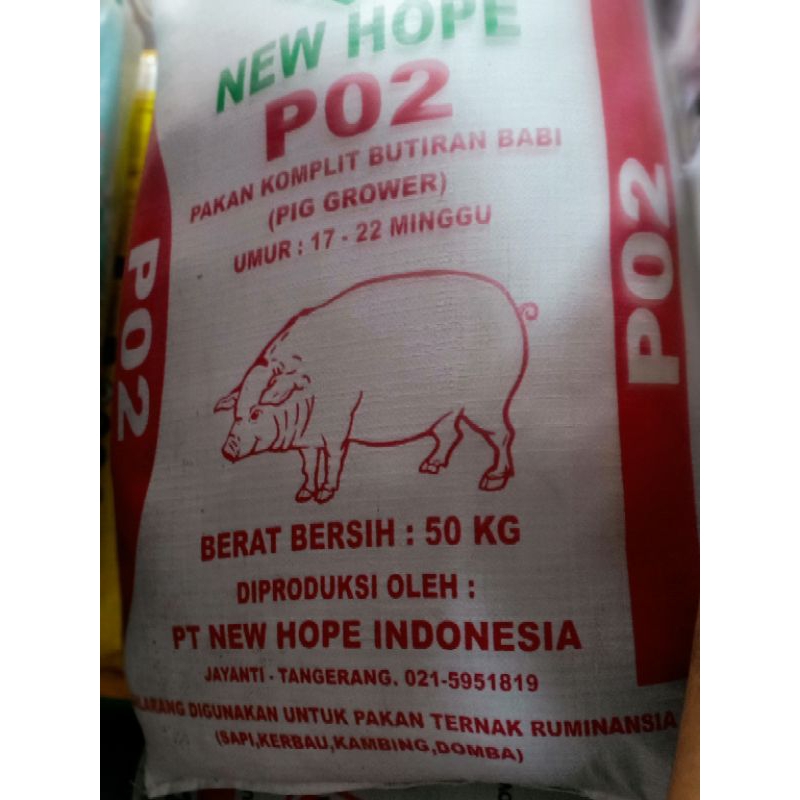 NEW HOPE
P02
PAKAN KOMPLIT BUTIRAN BABI
(PIG GROWER)
UMUR : 17 - 22 MINGGU
P02
P02
BERAT BERSIH : 50 KG
DIPRODUKSI OLEH :
PT NEW HOPE INDONESIA
JAYANTI - TANGERANG. 021-5951819
DIGUNAKAN UNTUK PAKAN TERNAK RUMINANSIA
(SAPI,KERBAU,KAMBING,DOMBA)